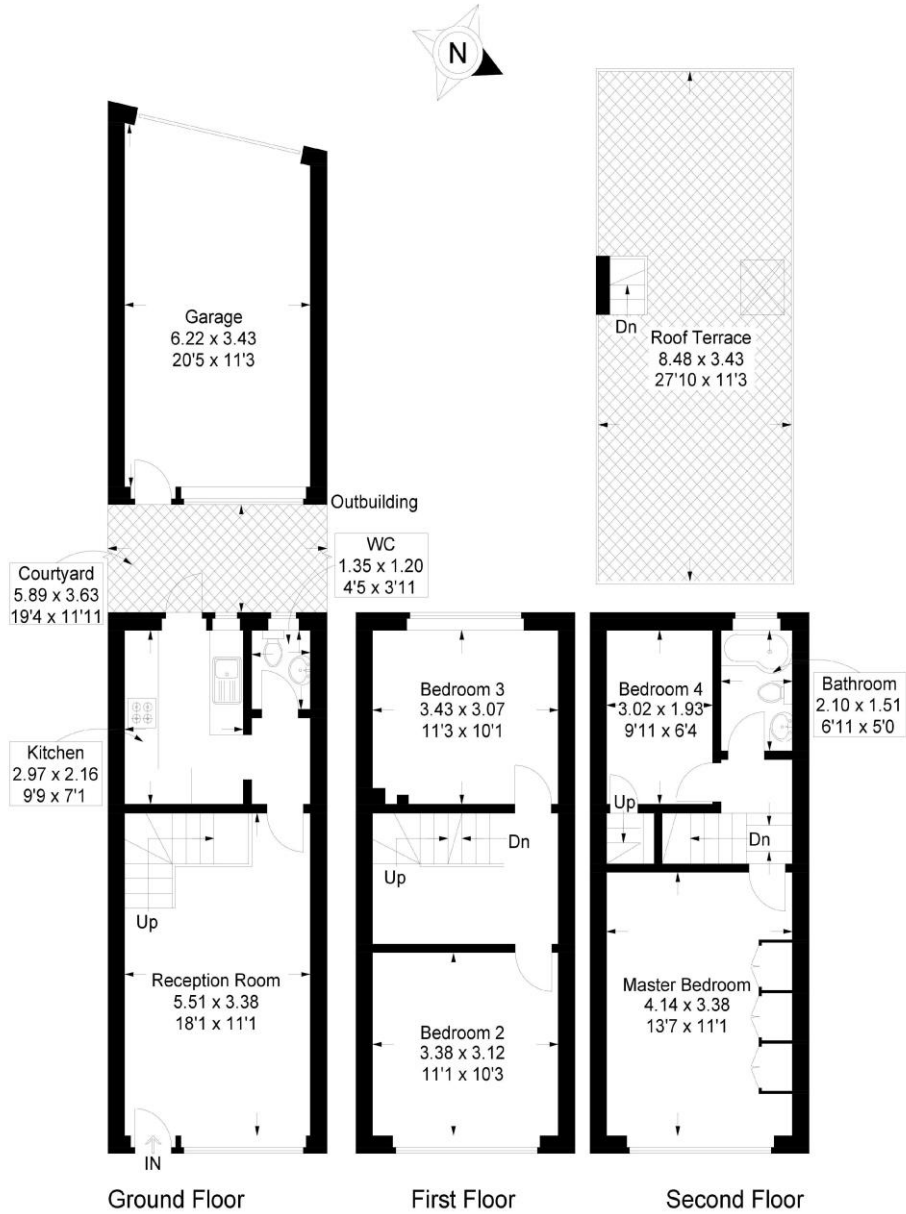 N
Garage
6.22 x 3.43
20'5 x 11'3
Dn
Roof Terrace
8.48 x 3.43
27'10 x 11'3
Outbuilding
Courtyard
5.89 x 3.63
19'4 x 11'11
WC
1.35 x 1.20
4'5 x 3'11
Kitchen
2.97 x 2.16
9'9 x 7'1
Bedroom 3
3.43 x 3.07
11'3 x 10'1
Bedroom 4
3.02 x 1.93
9'11 x 6'4
Bathroom
2.10 x 1.51
6'11 x 5'0
Up
Up
Dn
Up
Dn
Reception Room
5.51 x 3.38
18'1 x 11'1
Bedroom 2
3.38 x 3.12
11'1 x 10'3
Master Bedroom
4.14 x 3.38
13'7 x 11'1
IN
Ground Floor
First Floor
Second Floor